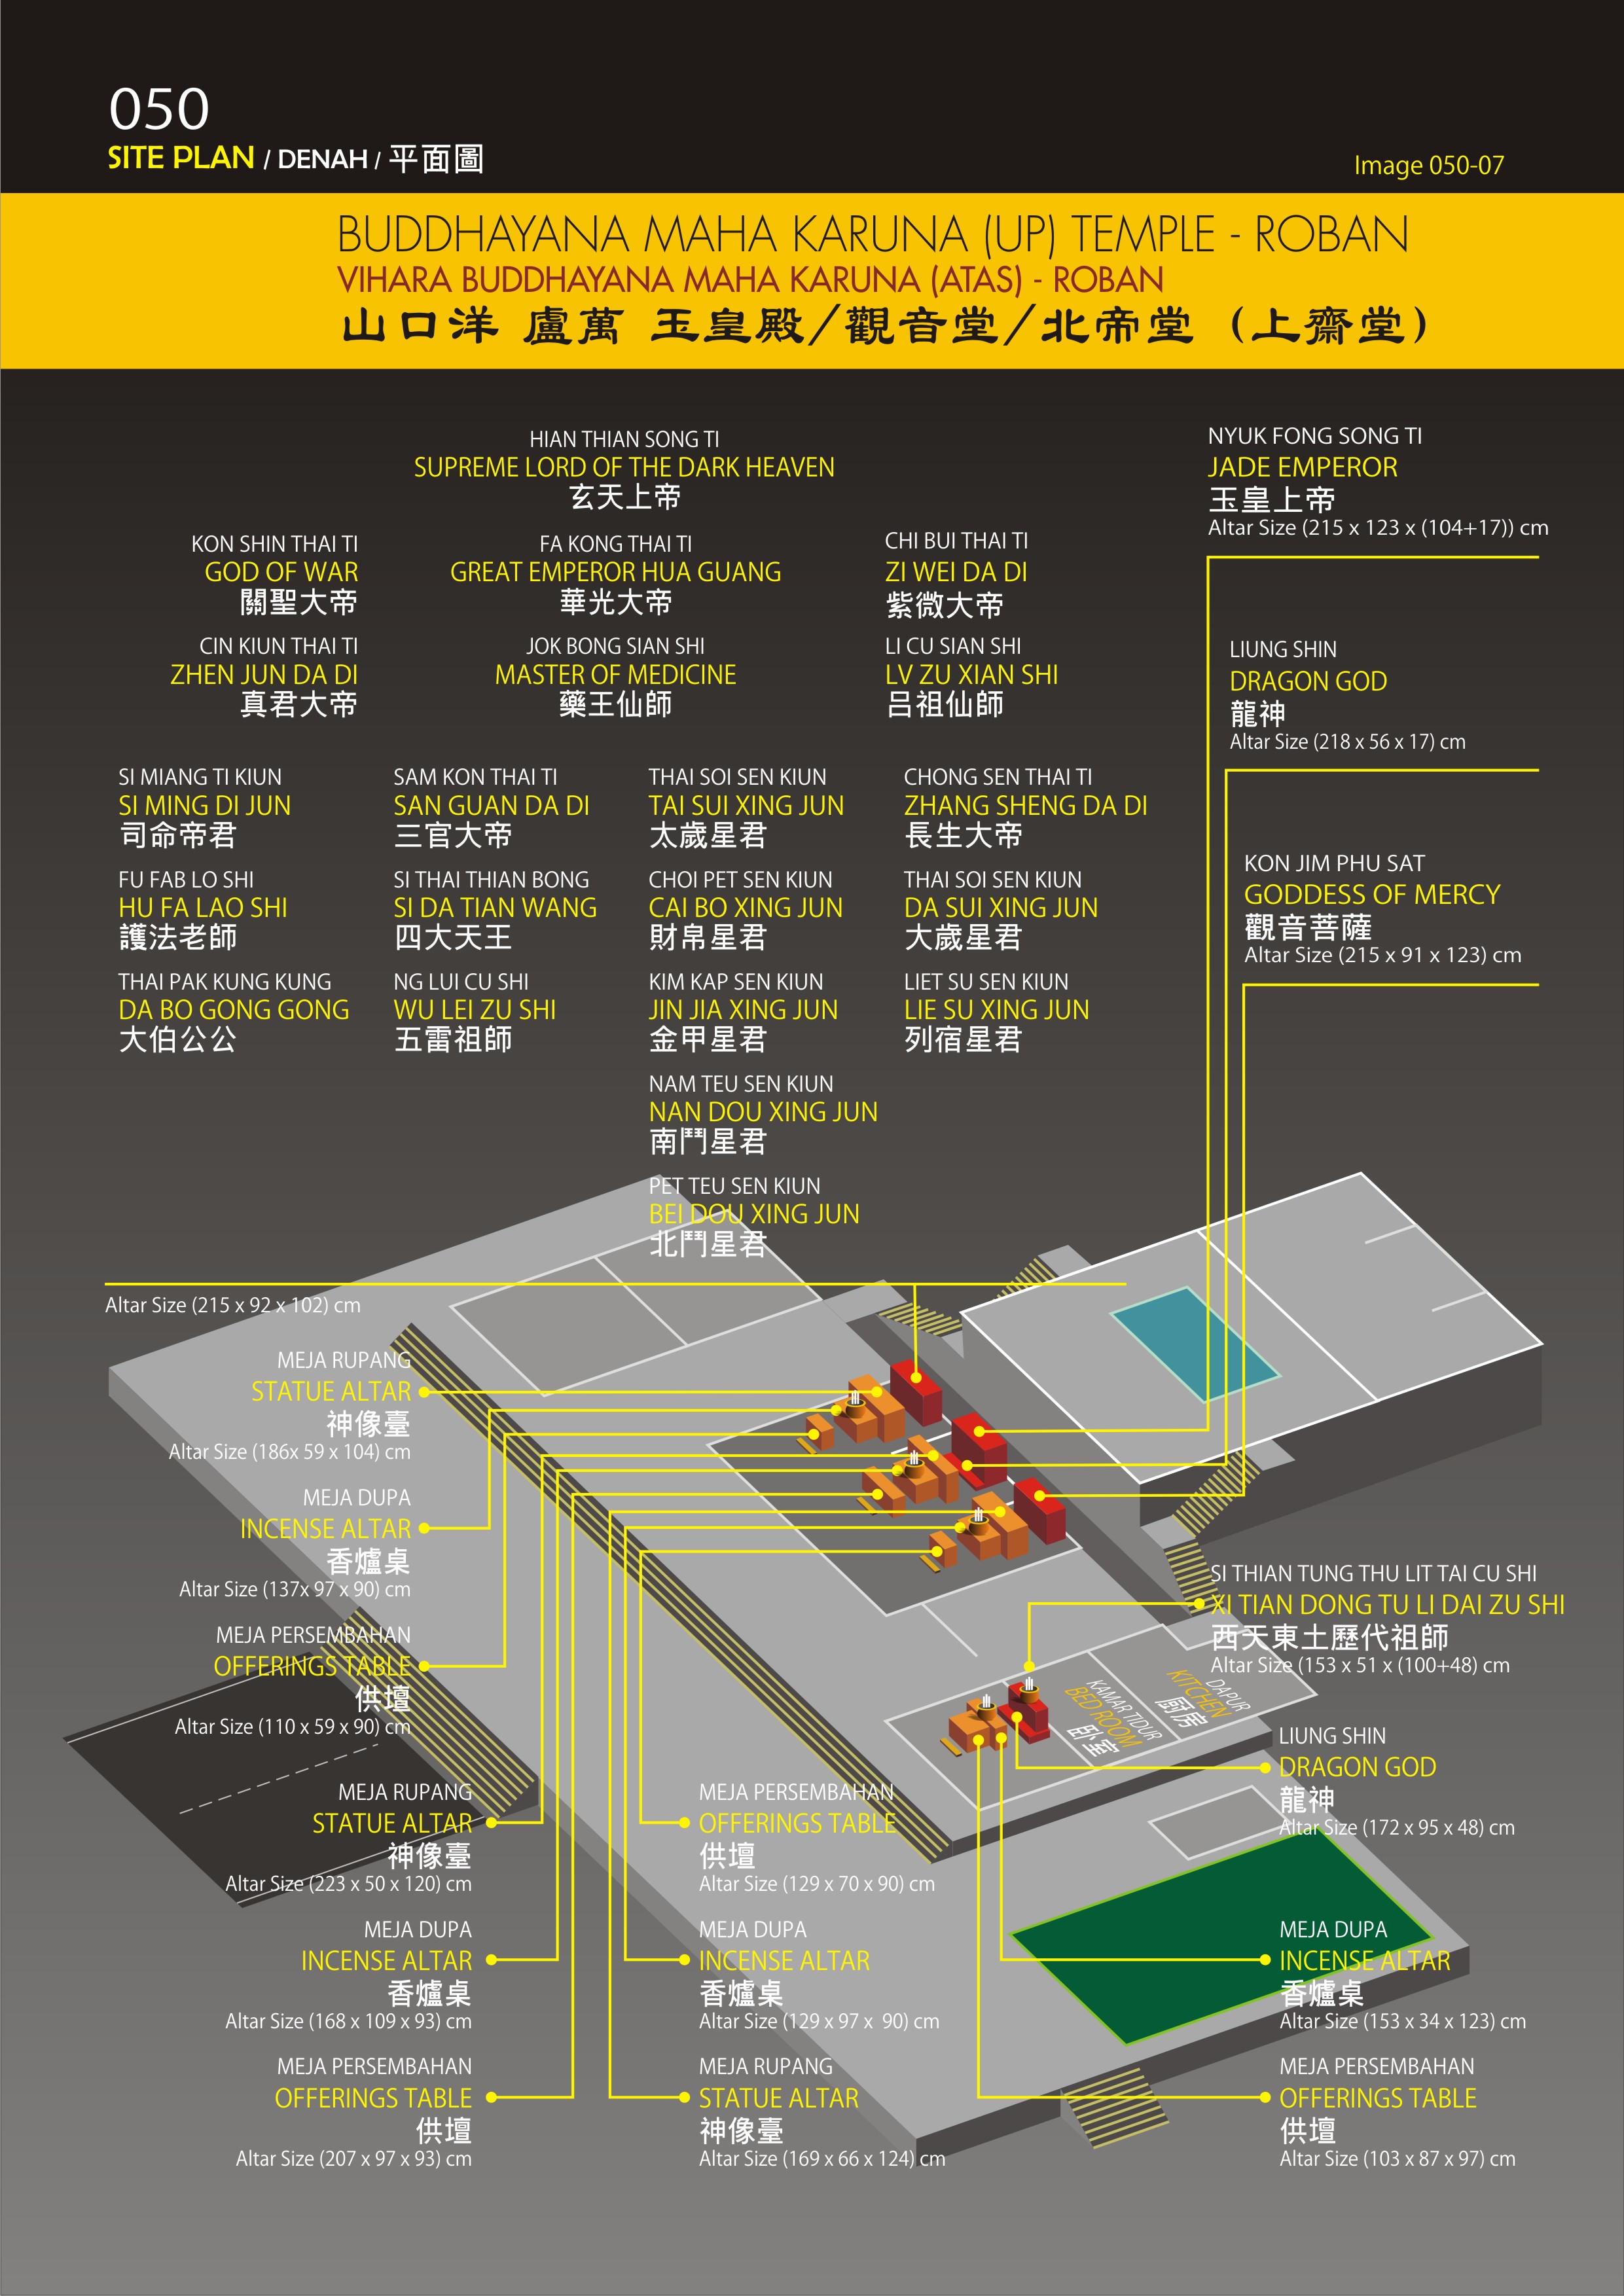 050
SITE PLAN / DENAH / 平面圖
Image 050-07
BUDDHAYANA MAHA KARUNA (UP) TEMPLE - ROBAN
VIHARA BUDDHAYANA MAHA KARUNA (ATAS) - ROBAN
山口洋 盧萬 玉皇殿/觀音堂/北帝堂 (上齋堂)
HIAN THIAN SONG TI
SUPREME LORD OF THE DARK HEAVEN
玄天上帝
KON SHIN THAI TI
GOD OF WAR
關聖大帝
FA KONG THAI TI
GREAT EMPEROR HUA GUANG
華光大帝
CHI BUI THAI TI
ZI WEI DA DI
紫微大帝
CIN KIUN THAI TI
ZHEN JUN DA DI
真君大帝
JOK BONG SIAN SHI
MASTER OF MEDICINE
藥王仙師
LI CU SIAN SHI
LV ZU XIAN SHI
吕祖仙師
SI MIANG TI KIUN
SI MING DI JUN
司命帝君
SAM KON THAI TI
SAN GUAN DA DI
三官大帝
THAI SOI SEN KIUN
TAI SUI XING JUN
太歲星君
CHONG SEN THAI TI
ZHANG SHENG DA DI
長生大帝
FU FAB LO SHI
HU FA LAO SHI
護法老師
SI THAI THIAN BONG
SI DA TIAN WANG
四大天王
CHOI PET SEN KIUN
CAI BO XING JUN
財帛星君
THAI SOI SEN KIUN
DA SUI XING JUN
大歲星君
THAI PAK KUNG KUNG
DA BO GONG GONG
大伯公公
NG LUI CU SHI
WU LEI ZU SHI
五雷祖師
KIM KAP SEN KIUN
JIN JIA XING JUN
金甲星君
LIET SU SEN KIUN
LIE SU XING JUN
列宿星君
NAM TEU SEN KIUN
NAN DOU XING JUN
南鬥星君
PET TEU SEN KIUN
BEI DOU XING JUN
北鬥星君
Altar Size (215 x 92 x 102) cm
NYUK FONG SONG TI
JADE EMPEROR
玉皇上帝
Altar Size (215 x 123 x (104+17)) cm
LIUNG SHIN
DRAGON GOD
龍神
Altar Size (218 x 56 x 17) cm
KON JIM PHU SAT
GODDESS OF MERCY
觀音菩薩
Altar Size (215 x 91 x 123) cm
MEJA RUPANG
STATUE ALTAR
神像臺
Altar Size (186x 59 x 104) cm
MEJA DUPA
INCENSE ALTAR
香爐桌
Altar Size (137x 97 x 90) cm
MEJA PERSEMBAHAN
OFFERINGS TABLE
供壇
Altar Size (110 x 59 x 90) cm
SI THIAN TUNG THU LIT TAI CU SHI
XI TIAN DONG TU LI DAI ZU SHI
西天東土歷代祖師
Altar Size (153 x 51 x (100+48) cm
KAMAR TIDUR
BED ROOM
卧室
DAPUR
KITCHEN
厨房
LIUNG SHIN
DRAGON GOD
龍神
Altar Size (172 x 95 x 48) cm
MEJA RUPANG
STATUE ALTAR
神像臺
Altar Size (223 x 50 x 120) cm
MEJA PERSEMBAHAN
OFFERINGS TABLE
供壇
Altar Size (129 x 70 x 90) cm
MEJA DUPA
INCENSE ALTAR
香爐桌
Altar Size (168 x 109 x 93) cm
MEJA DUPA
INCENSE ALTAR
香爐桌
Altar Size (129 x 97 x  90) cm
MEJA DUPA
INCENSE ALTAR
香爐桌
Altar Size (153 x 34 x 123) cm
MEJA PERSEMBAHAN
OFFERINGS TABLE
供壇
Altar Size (207 x 97 x 93) cm
MEJA RUPANG
STATUE ALTAR
神像臺
Altar Size (169 x 66 x 124) cm
MEJA PERSEMBAHAN
OFFERINGS TABLE
供壇
Altar Size (103 x 87 x 97) cm